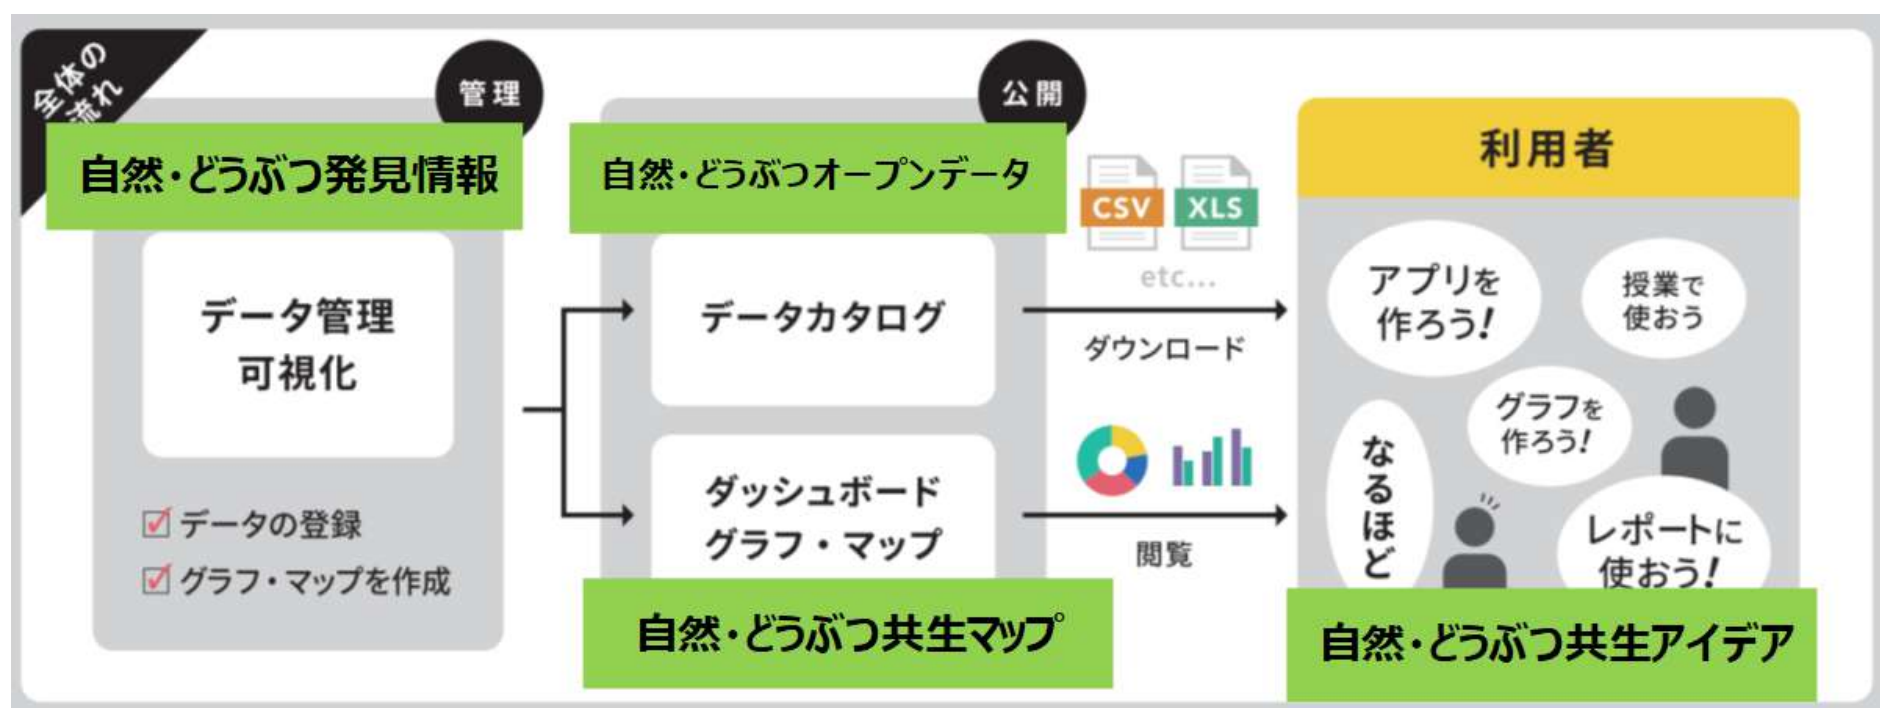 全体の
流れ
管理
自然・どうぶつ発見情報
データ管理
可視化
データの登録
グラフ・マップを作成
公開
自然・どうぶつオープンデータ
データカタログ
ダッシュボード
グラフ・マップ
自然・どうぶつ共生マップ
CSV
XLS
etc...
ダウンロード
閲覧
利用者
アプリを
作ろう!
授業で
使おう
グラフを
作ろう!
なるほど
レポートに
使おう!
自然・どうぶつ共生アイデア